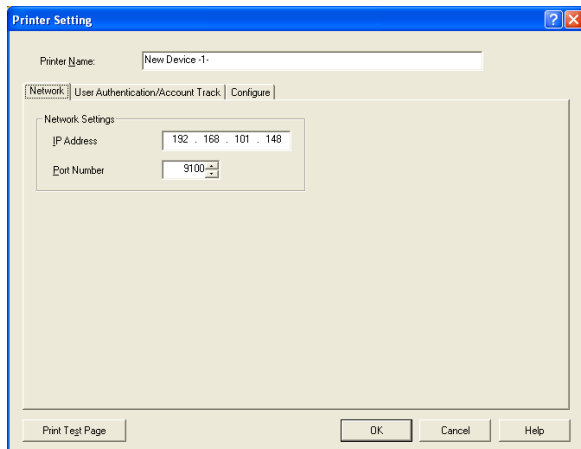 Printer Setting
Printer Name: New Device -1-
Network User Authentication/Account Track Configure
Network Settings
IP Address 192 . 168 . 101 . 148
Port Number 9100
Print Test Page OK Cancel Help